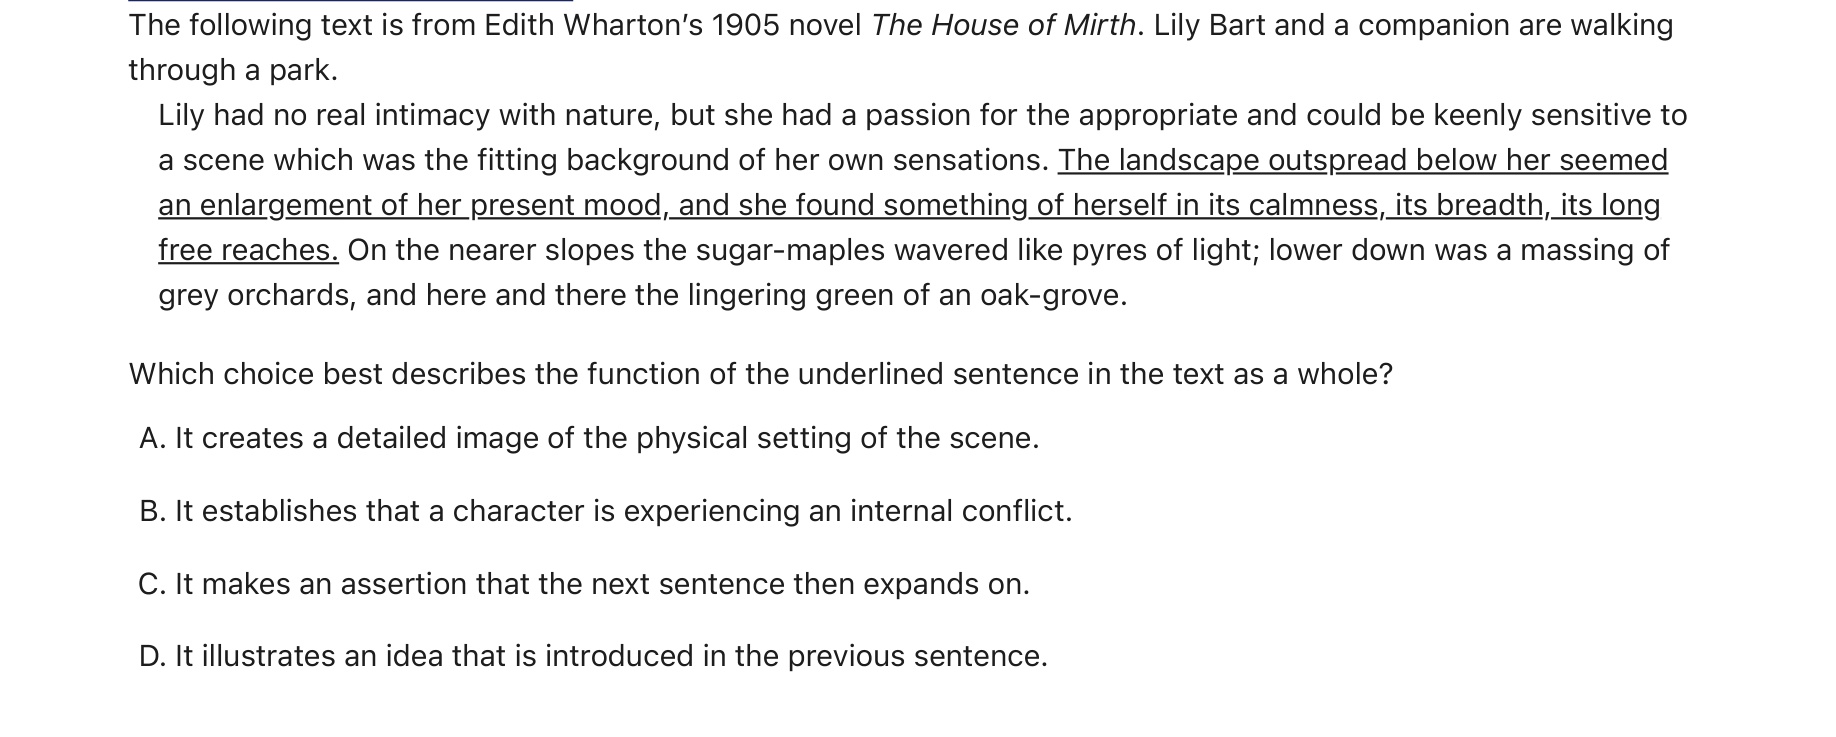 The following text is from Edith Wharton’s 1905 novel The House of Mirth. Lily Bart and a companion are walking
through a park.
Lily had no real intimacy with nature, but she had a passion for the appropriate and could be keenly sensitive to
a scene which was the fitting background of her own sensations. The landscape outspread below her seemed
an enlargement of her present mood, and she found something of herself in its calmness, its breadth, its long
free reaches. On the nearer slopes the sugar-maples wavered like pyres of light; lower down was a massing of
grey orchards, and here and there the lingering green of an oak-grove.
Which choice best describes the function of the underlined sentence in the text as a whole?
A. It creates a detailed image of the physical setting of the scene.
B. It establishes that a character is experiencing an internal conflict.
C. It makes an assertion that the next sentence then expands on.
D. It illustrates an idea that is introduced in the previous sentence.